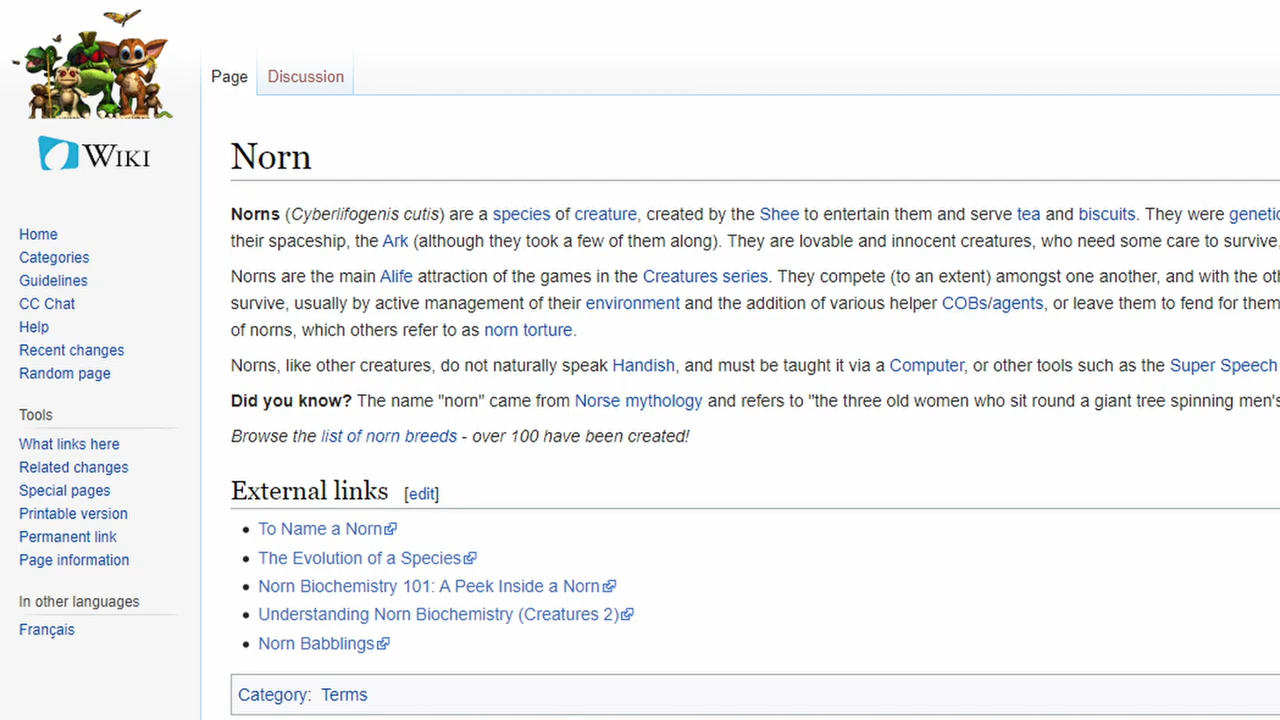 Page
Discussion
WIKI
Norn
Norns (Cyberlifogenis cutis) are a species of creature, created by the Shee to entertain them and serve tea and biscuits. They were
their spaceship, the Ark (although they took a few of them along). They are lovable and innocent creatures, who need some care to survive,
Norns are the main Alife attraction of the games in the Creatures series. They compete (to an extent) amongst one another, and with the
survive, usually by active management of their environment and the addition of various helper COBs/agents, or leave them to fend for
of norns, which others refer to as norn torture.
Norns, like other creatures, do not naturally speak Handish, and must be taught it via a Computer, or other tools such as the Super Speech
Did you know? The name "norn" came from Norse mythology and refers to "the three old women who sit round a giant tree spinning men's
Browse the list of norn breeds - over 100 have been created!
External links [edit]
To Name a Norn
The Evolution of a Species
Norn Biochemistry 101: A Peek Inside a Norn
Understanding Norn Biochemistry (Creatures 2)
Norn Babblings
Category: Terms
Home
Categories
Guidelines
CC Chat
Help
Recent changes
Random page
Tools
What links here
Related changes
Special pages
Printable version
Permanent link
Page information
In other languages
Français